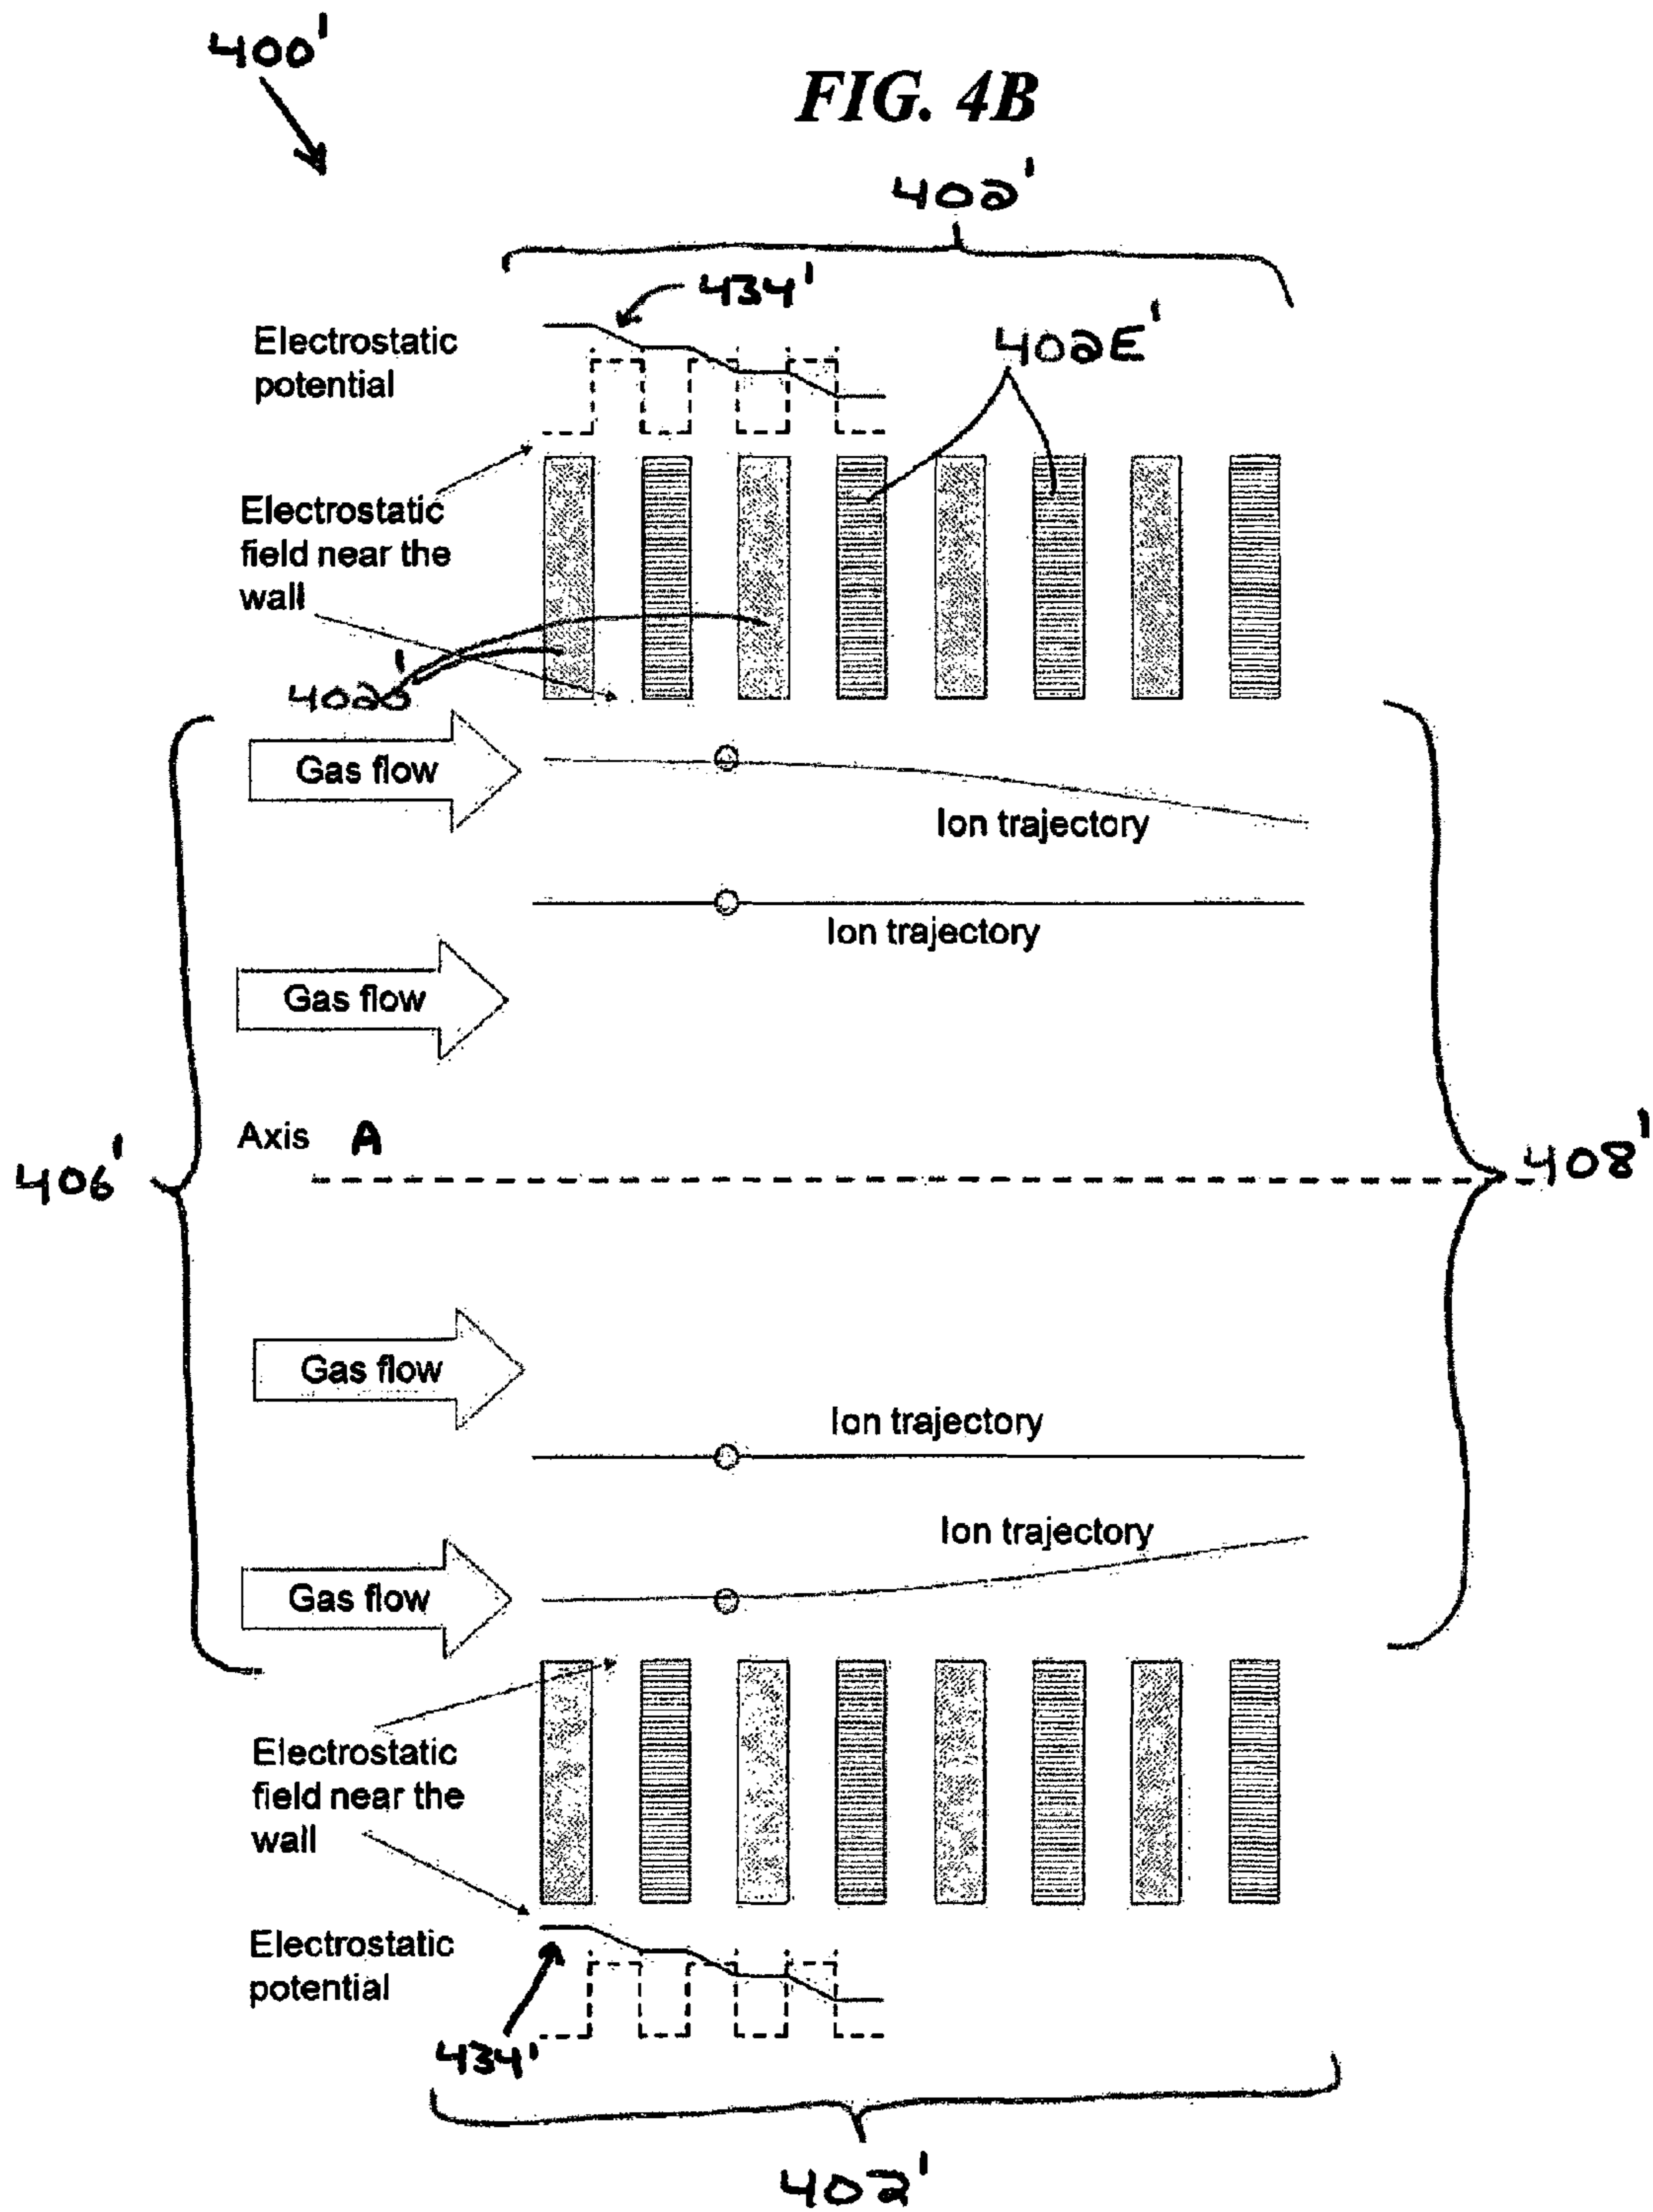 400'
FIG. 4B
402'
434'
Electrostatic
potential
402E'
Electrostatic
field near the
wall
Gas flow
Ion trajectory
Ion trajectory
Gas flow
Axis A
406'
408'
Gas flow
Ion trajectory
Ion trajectory
Gas flow
Electrostatic
field near the
wall
Electrostatic
potential
434'
402'